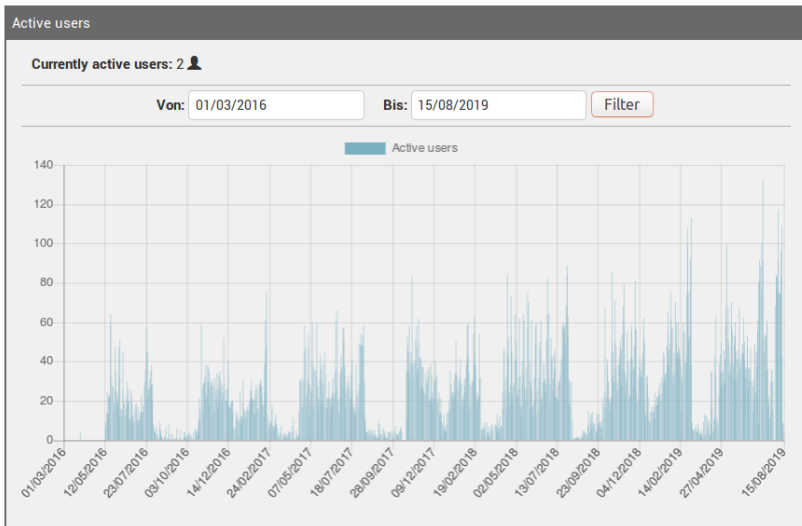 Active users
Currently active users: 2
Von: 01/03/2016 Bis: 15/08/2019 Filter
Active users
140
120
100
80
60
40
20
0
01/03/2016 12/05/2016 23/07/2016 03/10/2016 14/12/2016 24/02/2017 07/05/2017 18/07/2017 28/09/2017 09/12/2017 19/02/2018 02/05/2018 13/07/2018 23/09/2018 04/12/2018 14/02/2019 27/04/2019 15/08/2019